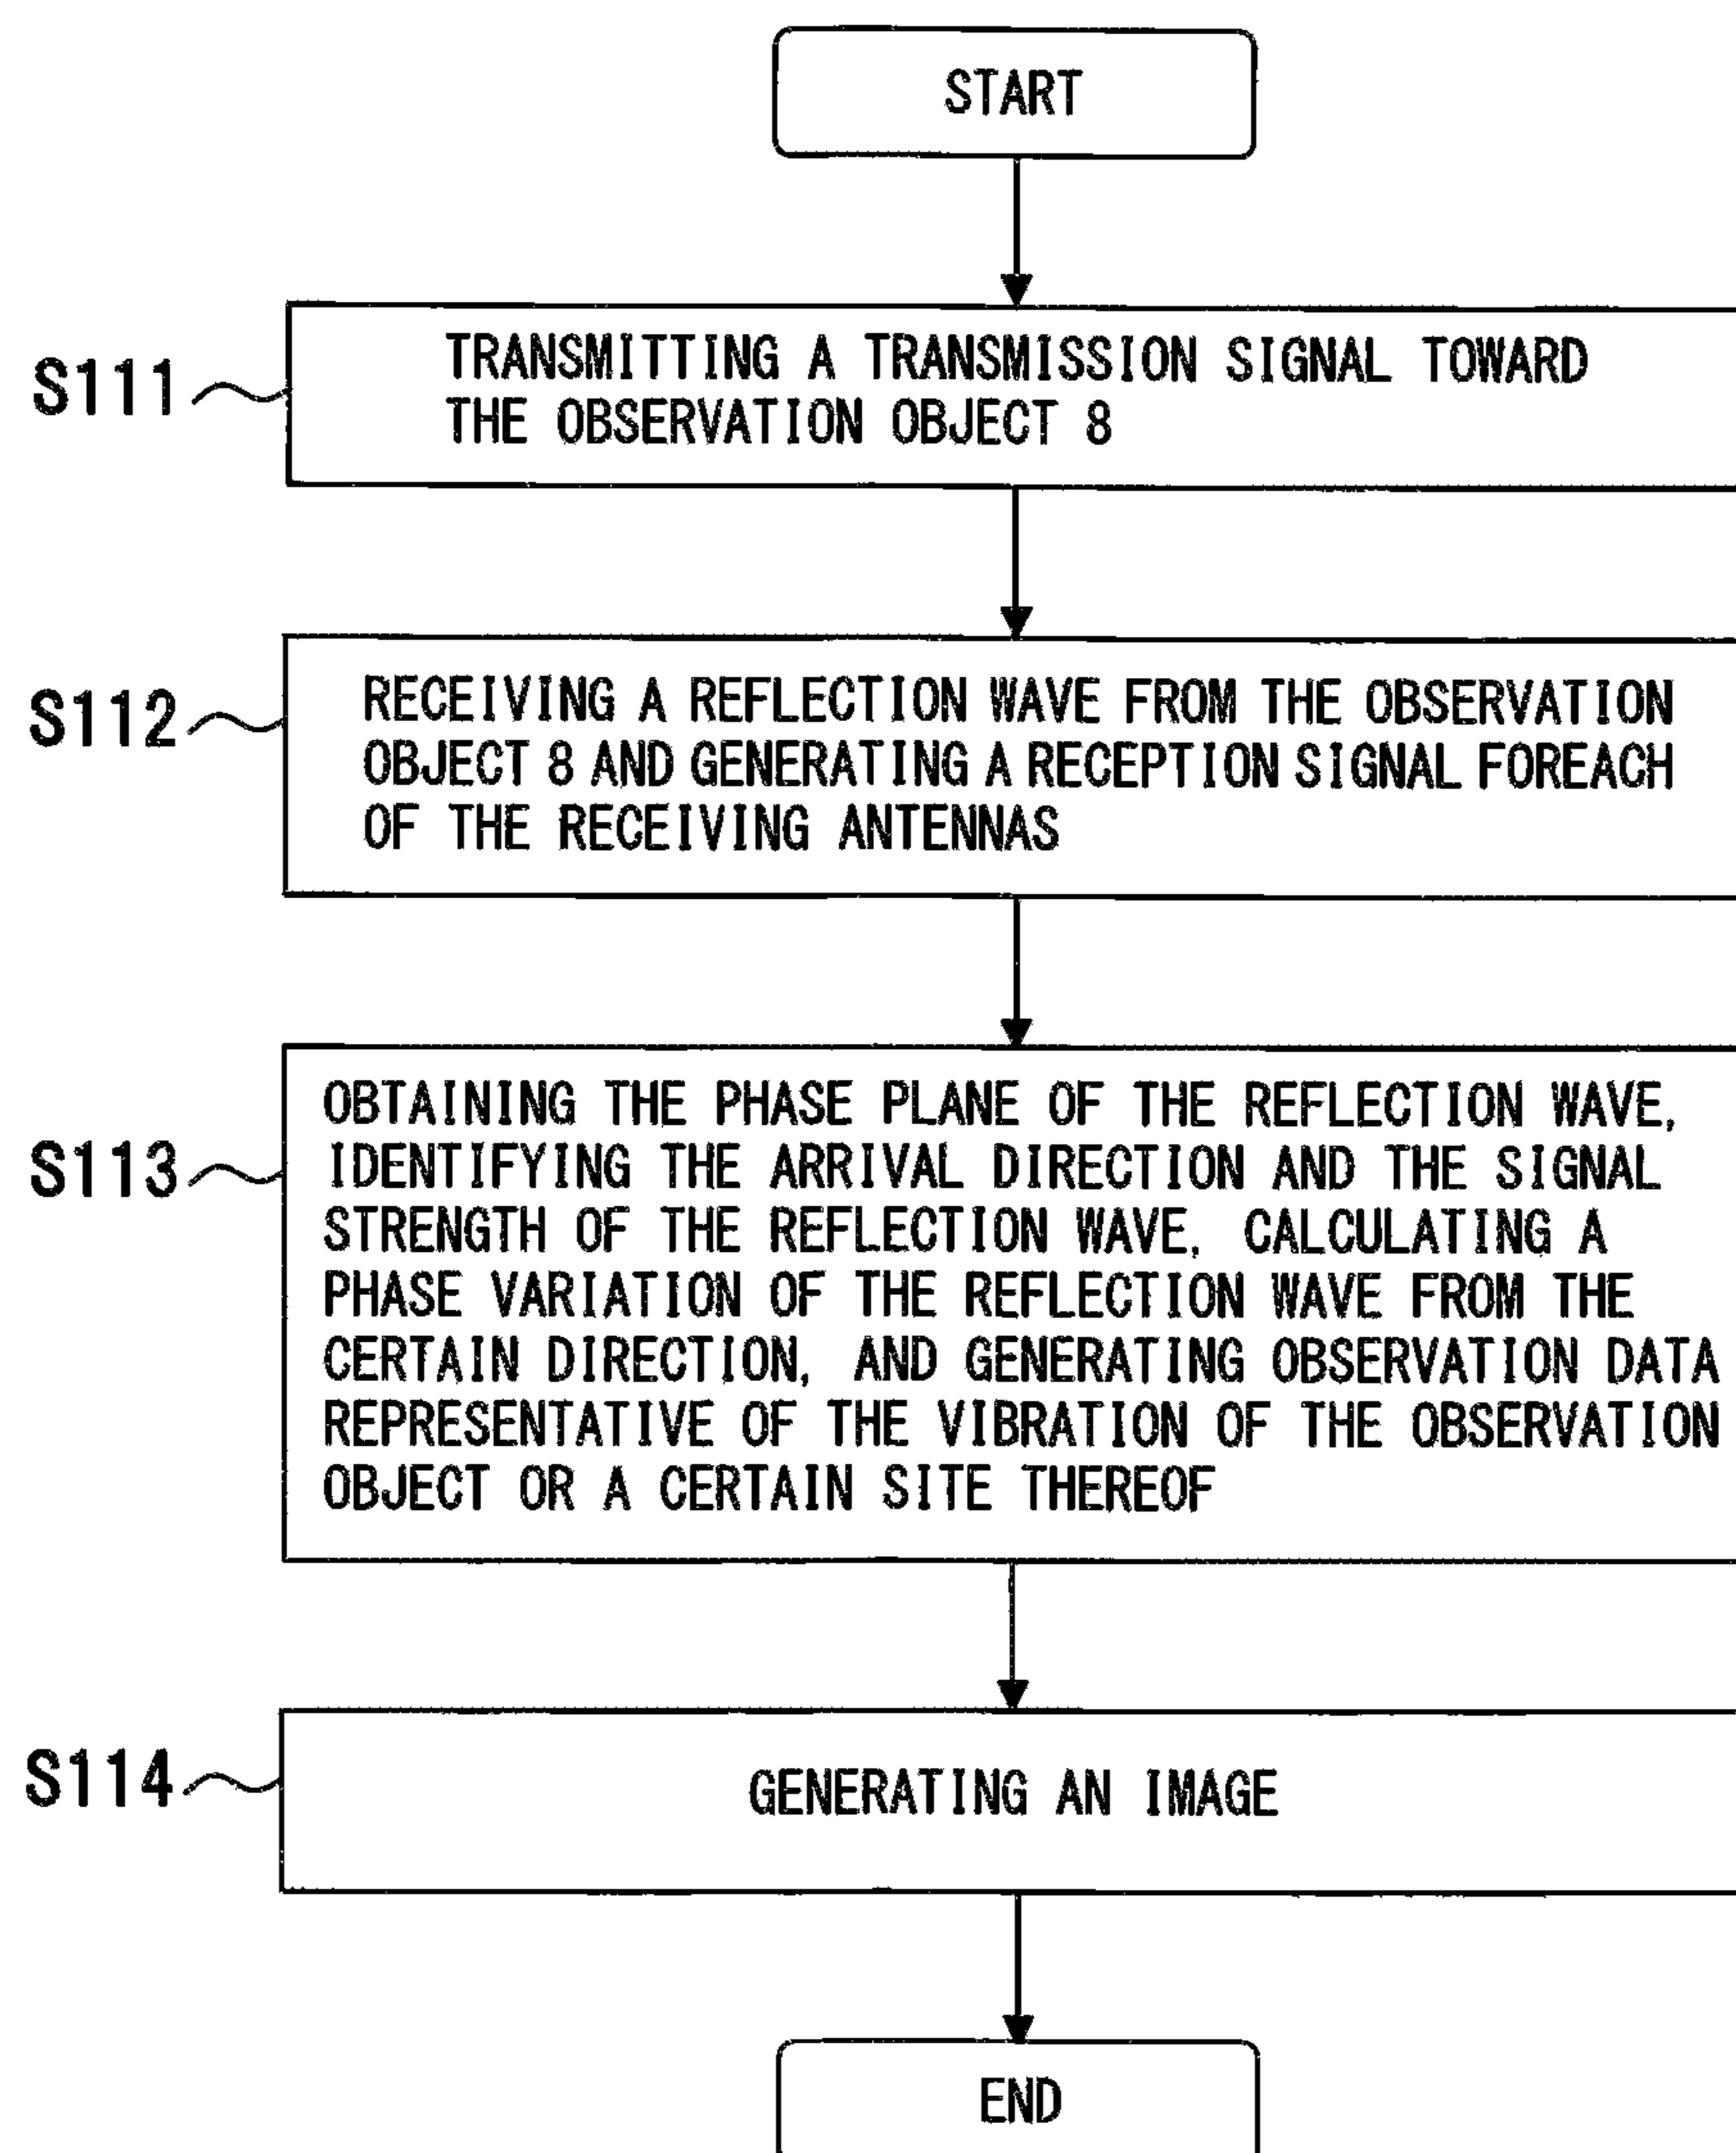 START
S111
TRANSMITTING A TRANSMISSION SIGNAL TOWARD
THE OBSERVATION OBJECT 8
S112
RECEIVING A REFLECTION WAVE FROM THE OBSERVATION
OBJECT 8 AND GENERATING A RECEPTION SIGNAL FOREACH
OF THE RECEIVING ANTENNAS
S113
OBTAINING THE PHASE PLANE OF THE REFLECTION WAVE,
IDENTIFYING THE ARRIVAL DIRECTION AND THE SIGNAL
STRENGTH OF THE REFLECTION WAVE, CALCULATING A
PHASE VARIATION OF THE REFLECTION WAVE FROM THE
CERTAIN DIRECTION, AND GENERATING OBSERVATION DATA
REPRESENTATIVE OF THE VIBRATION OF THE OBSERVATION
OBJECT OR A CERTAIN SITE THEREOF
S114
GENERATING AN IMAGE
END